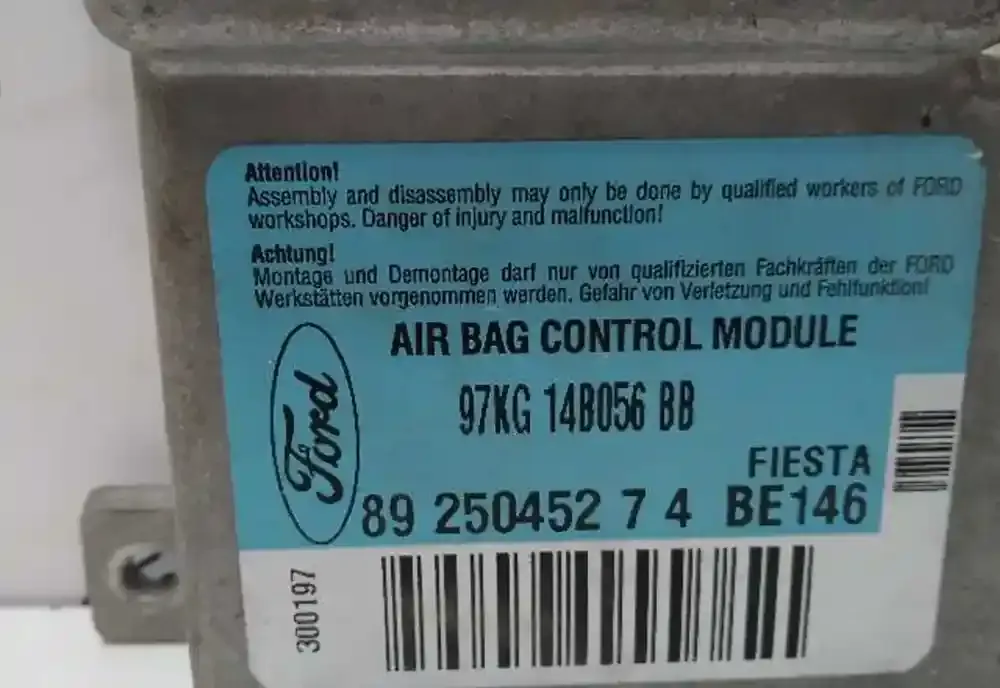 Attention!
Assembly and disassembly may only be done by qualified workers of FORD
workshops. Danger of injury and malfunction!
Achtung!
Montage und Demontage darf nur von qualifizierten Fachkräften der FORD
Werkstätten vorgenommen werden. Gefahr von Verletzung und Fehlfunktion!
AIR BAG CONTROL MODULE
Ford
97KG 14B056 BB
FIESTA
89 250452 7 4 BE146
300197